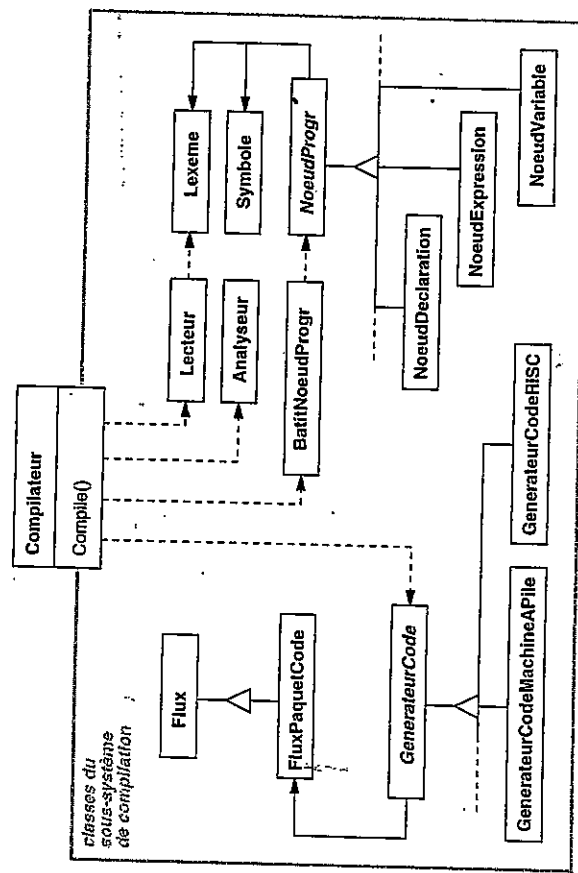 Compilateur
Compile()
classes du
sous-système
de compilation
Flux
FluxPaquetCode
GenerateurCode
GenerateurCodeMachineAPile
GenerateurCodeRISC
Lecteur
Analyseur
BatitNoeudProgr
Lexeme
Symbole
NoeudProgr
NoeudDeclaration
NoeudExpression
NoeudVariable